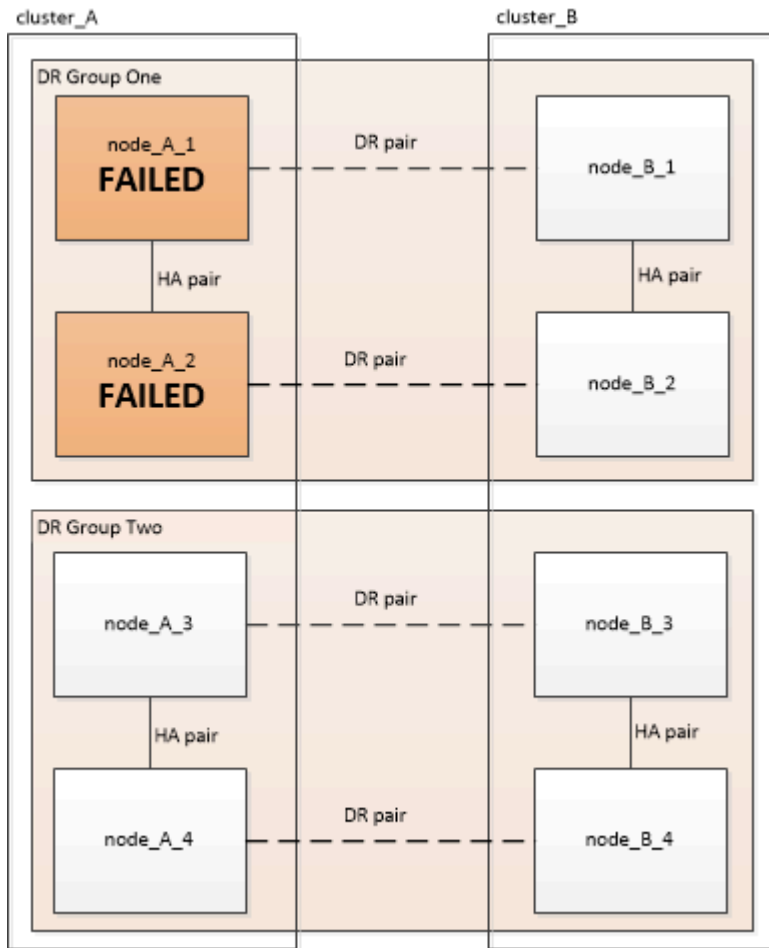 cluster_A
cluster_B
DR Group One
node_A_1
FAILED
DR pair
node_B_1
HA pair
HA pair
node_A_2
FAILED
DR pair
node_B_2
DR Group Two
node_A_3
DR pair
node_B_3
HA pair
HA pair
node_A_4
DR pair
node_B_4